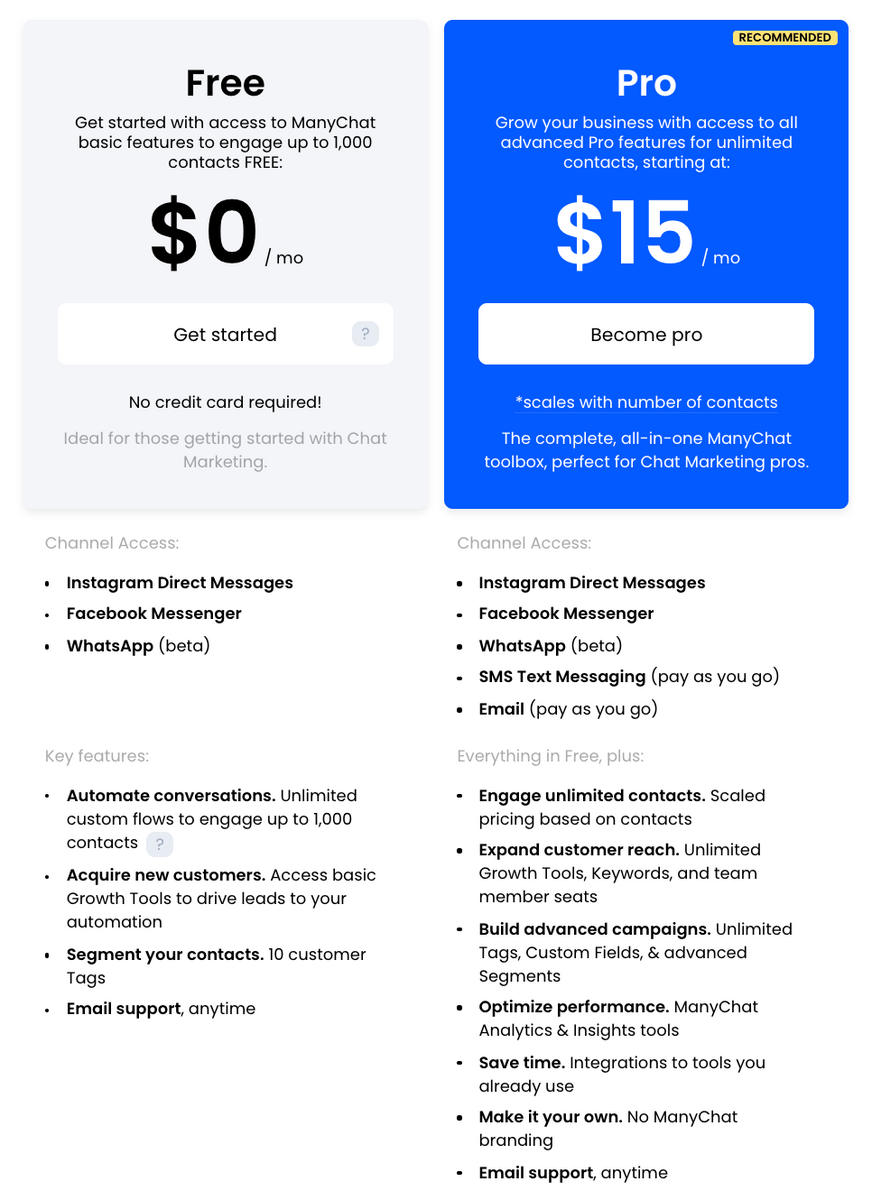 Free
Get started with access to ManyChat
basic features to engage up to 1,000
contacts FREE:
$0 / mo
Get started ?
No credit card required!
Ideal for those getting started with Chat
Marketing.
RECOMMENDED
Pro
Grow your business with access to all
advanced Pro features for unlimited
contacts, starting at:
$15 / mo
Become pro
*scales with number of contacts
The complete, all-in-one ManyChat
toolbox, perfect for Chat Marketing pros.
Channel Access:
• Instagram Direct Messages
• Facebook Messenger
• WhatsApp (beta)
Key features:
• Automate conversations. Unlimited
custom flows to engage up to 1,000
contacts ?
• Acquire new customers. Access basic
Growth Tools to drive leads to your
automation
• Segment your contacts. 10 customer
Tags
• Email support, anytime
Channel Access:
• Instagram Direct Messages
• Facebook Messenger
• WhatsApp (beta)
• SMS Text Messaging (pay as you go)
• Email (pay as you go)
Everything in Free, plus:
• Engage unlimited contacts. Scaled
pricing based on contacts
• Expand customer reach. Unlimited
Growth Tools, Keywords, and team
member seats
• Build advanced campaigns. Unlimited
Tags, Custom Fields, & advanced
Segments
• Optimize performance. ManyChat
Analytics & Insights tools
• Save time. Integrations to tools you
already use
• Make it your own. No ManyChat
branding
• Email support, anytime